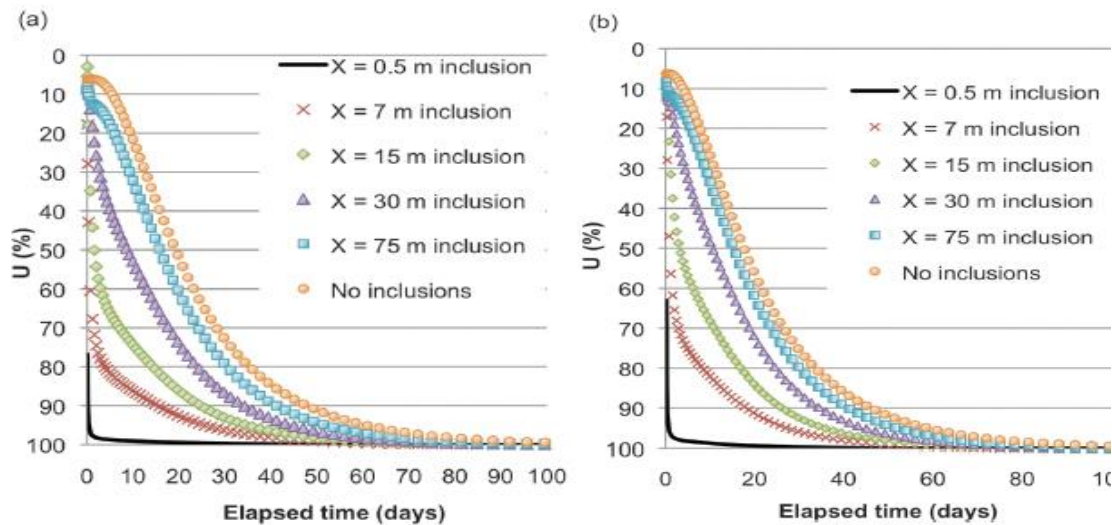 (a)
0
10
20
30
40
50
60
70
80
90
100
U (%)
X = 0.5 m inclusion
X = 7 m inclusion
X = 15 m inclusion
X = 30 m inclusion
X = 75 m inclusion
No inclusions
0 10 20 30 40 50 60 70 80 90 100
Elapsed time (days)
(b)
0
10
20
30
40
50
60
70
80
90
100
U (%)
X = 0.5 m inclusion
X = 7 m inclusion
X = 15 m inclusion
X = 30 m inclusion
X = 75 m inclusion
No inclusions
0 20 40 60 80 10
Elapsed time (days)